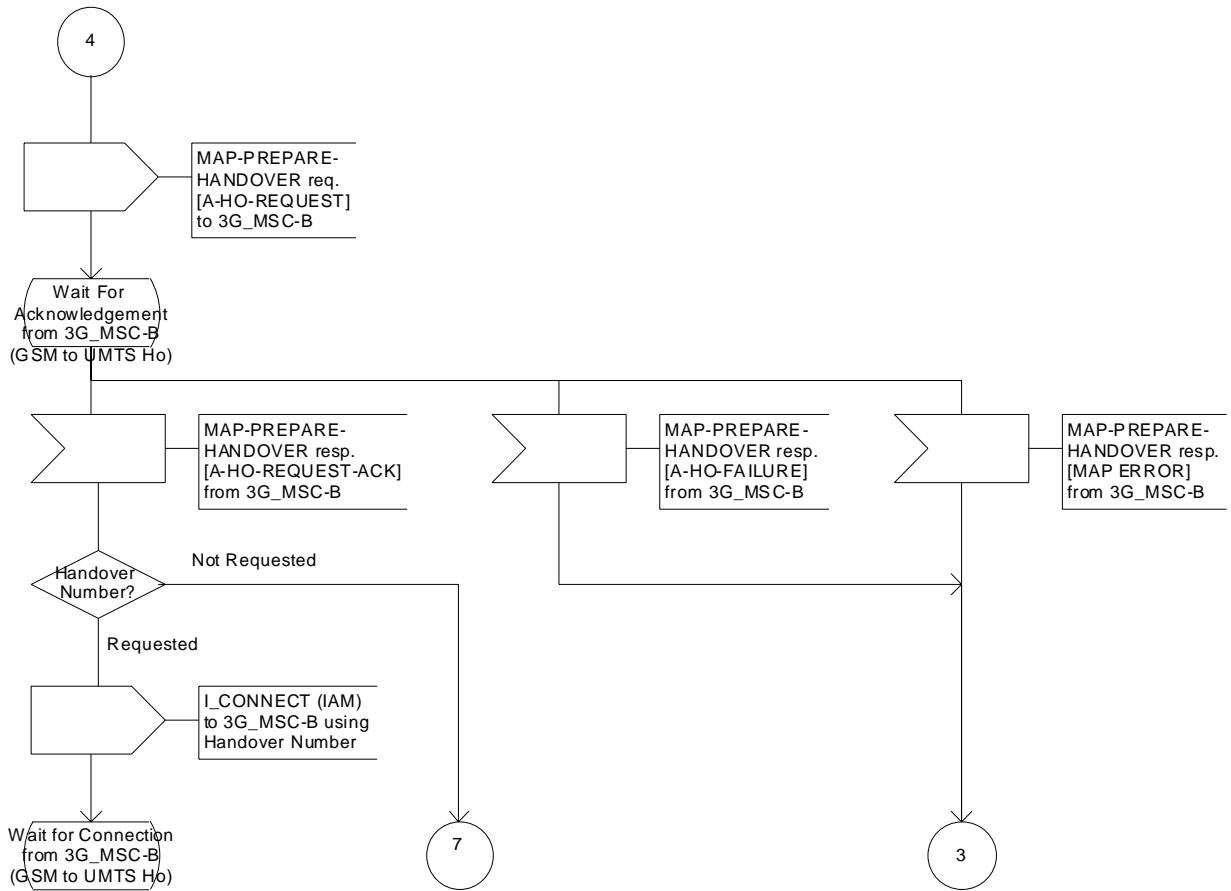 4
MAP-PREPARE-
HANDOVER req.
[A-HO-REQUEST]
to 3G_MSC-B
Wait For
Acknowledgement
from 3G_MSC-B
(GSM to UMTS Ho)
MAP-PREPARE-
HANDOVER resp.
[A-HO-REQUEST-ACK]
from 3G_MSC-B
MAP-PREPARE-
HANDOVER resp.
[A-HO-FAILURE]
from 3G_MSC-B
MAP-PREPARE-
HANDOVER resp.
[MAP ERROR]
from 3G_MSC-B
Handover
Number?
Not Requested
Requested
I_CONNECT (IAM)
to 3G_MSC-B using
Handover Number
Wait for Connection
from 3G_MSC-B
(GSM to UMTS Ho)
7
3